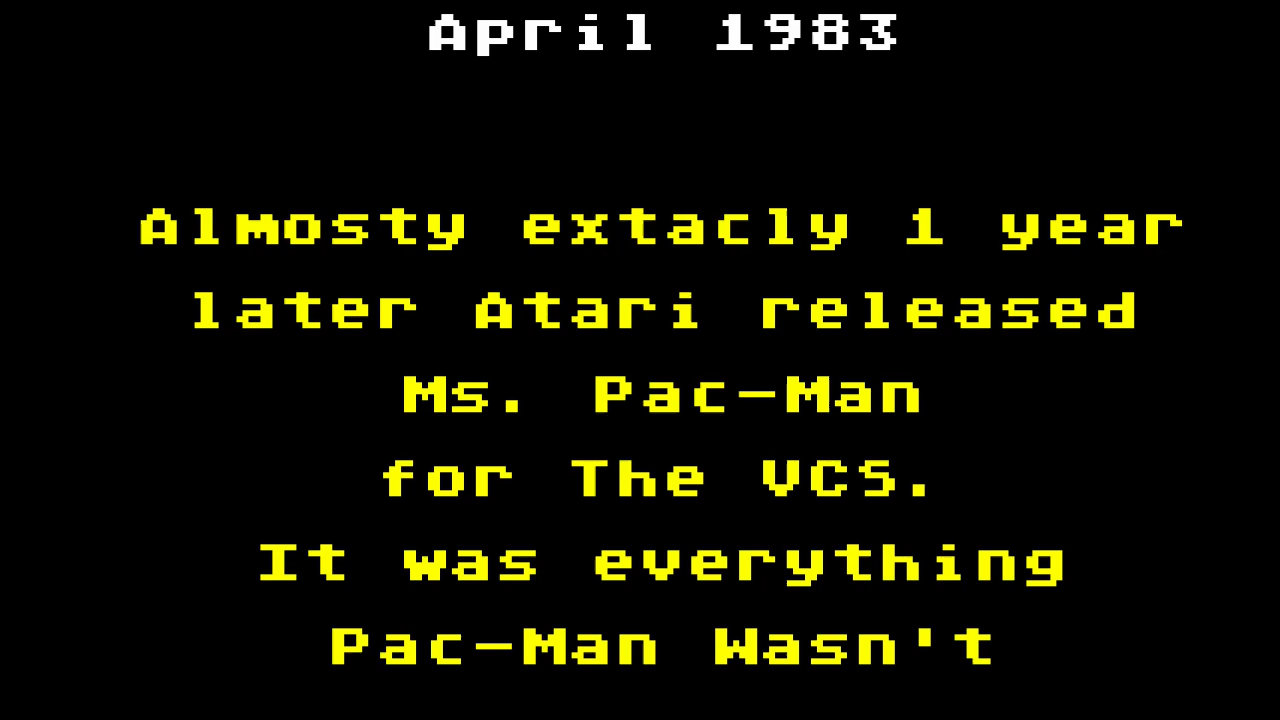 April 1983
Almosty extacly 1 year
later Atari released
Ms. Pac-Man
for The VCS.
It was everything
Pac-Man Wasn't